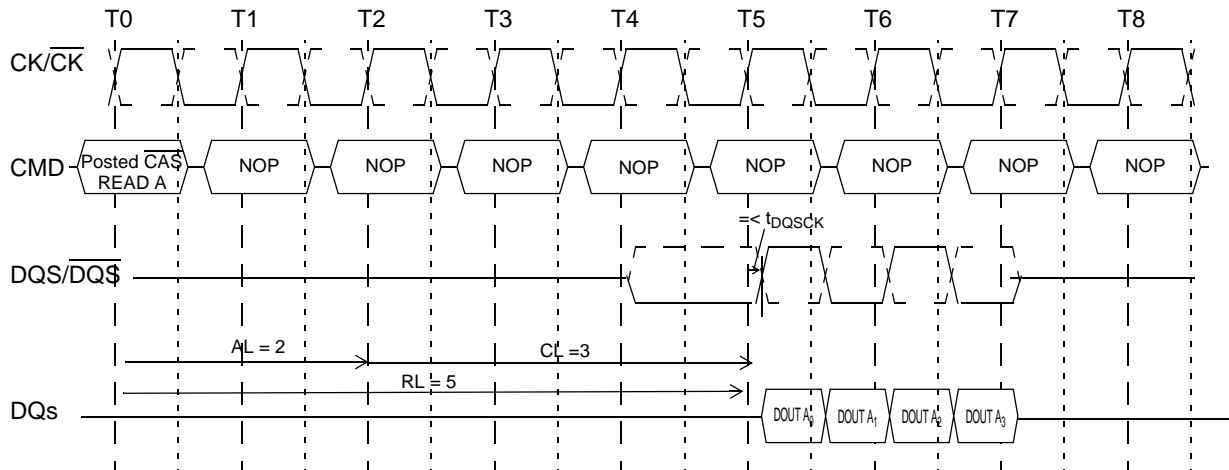 T0 T1 T2 T3 T4 T5 T6 T7 T8
CK/CK
CMD
Posted CAS
READ A
NOP NOP NOP NOP NOP NOP NOP NOP
=< tDQSCK
DQS/DQS
AL = 2
CL =3
RL = 5
DQs
DOUT A0 DOUT A1 DOUT A2 DOUT A3